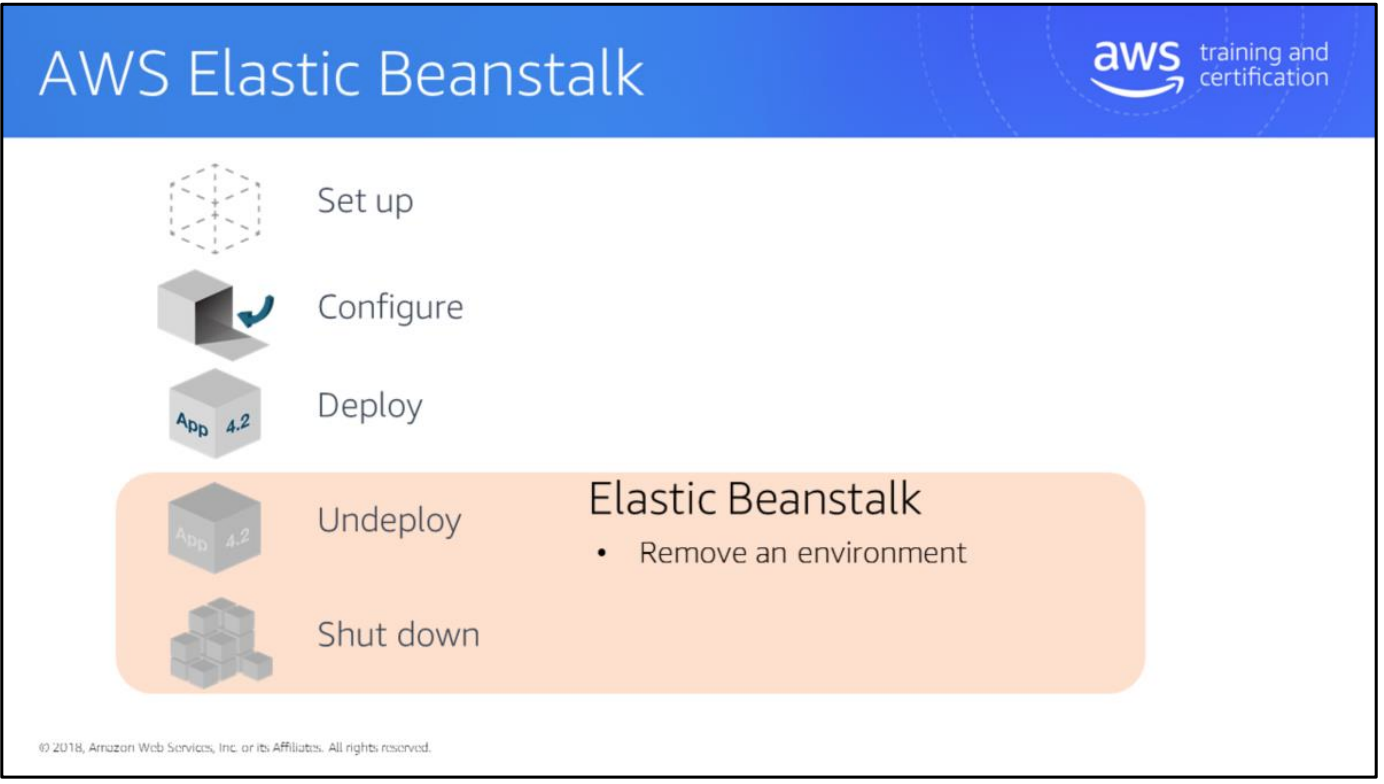 AWS Elastic Beanstalk
aws training and
certification
Set up
Configure
App 4.2
Deploy
App 4.2
Undeploy
Elastic Beanstalk
• Remove an environment
Shut down
© 2018, Amazon Web Services, Inc. or its Affiliates. All rights reserved.